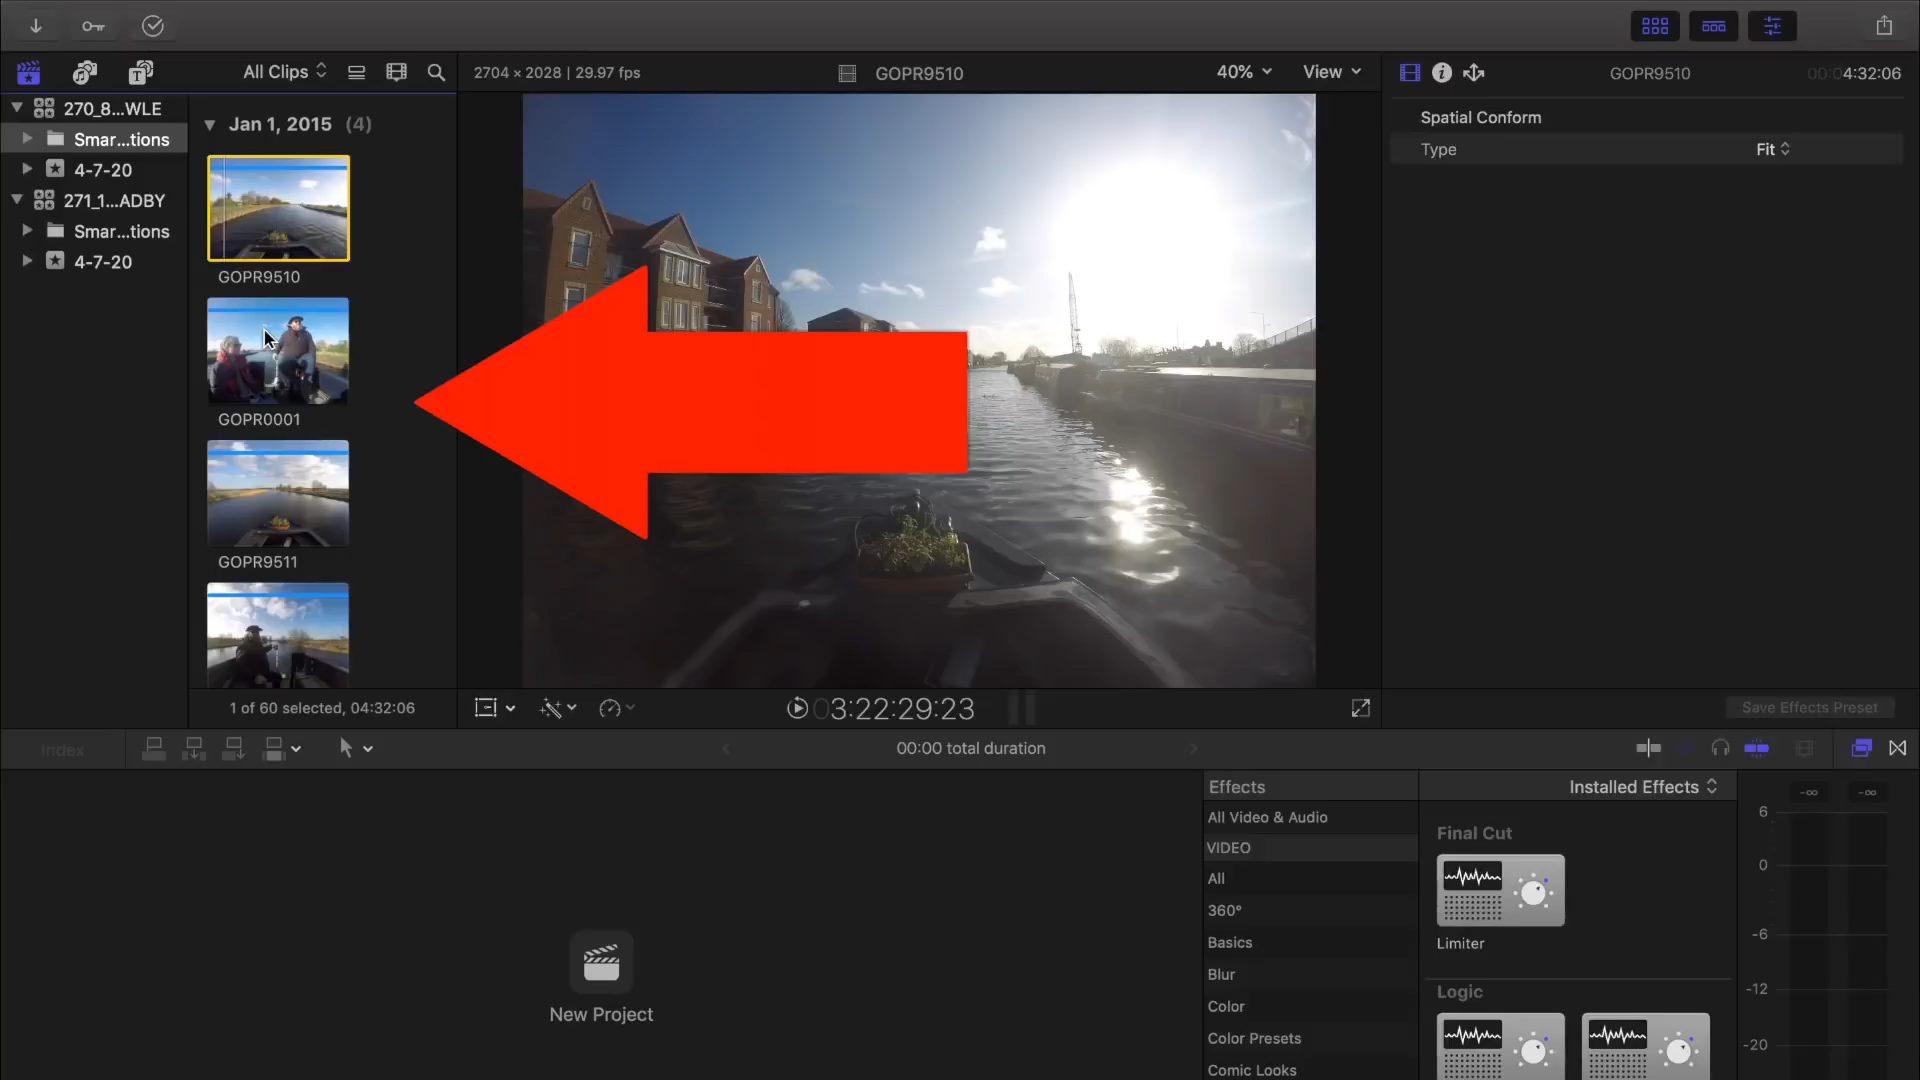 All Clips
2704 × 2028 | 29.97 fps
GOPR9510
40%
View
GOPR9510
00:04:32:06
270_8...WLE
Smar...tions
4-7-20
271_1...ADBY
Smar...tions
4-7-20
Jan 1, 2015 (4)
GOPR9510
GOPR0001
GOPR9511
Spatial Conform
Type
Fit
1 of 60 selected, 04:32:06
03:22:29:23
Save Effects Preset
Index
00:00 total duration
Effects
Installed Effects
All Video & Audio
VIDEO
All
360°
Basics
Blur
Color
Color Presets
Comic Looks
Final Cut
Limiter
Logic
-∞
-∞
6
0
-6
-12
-20
New Project